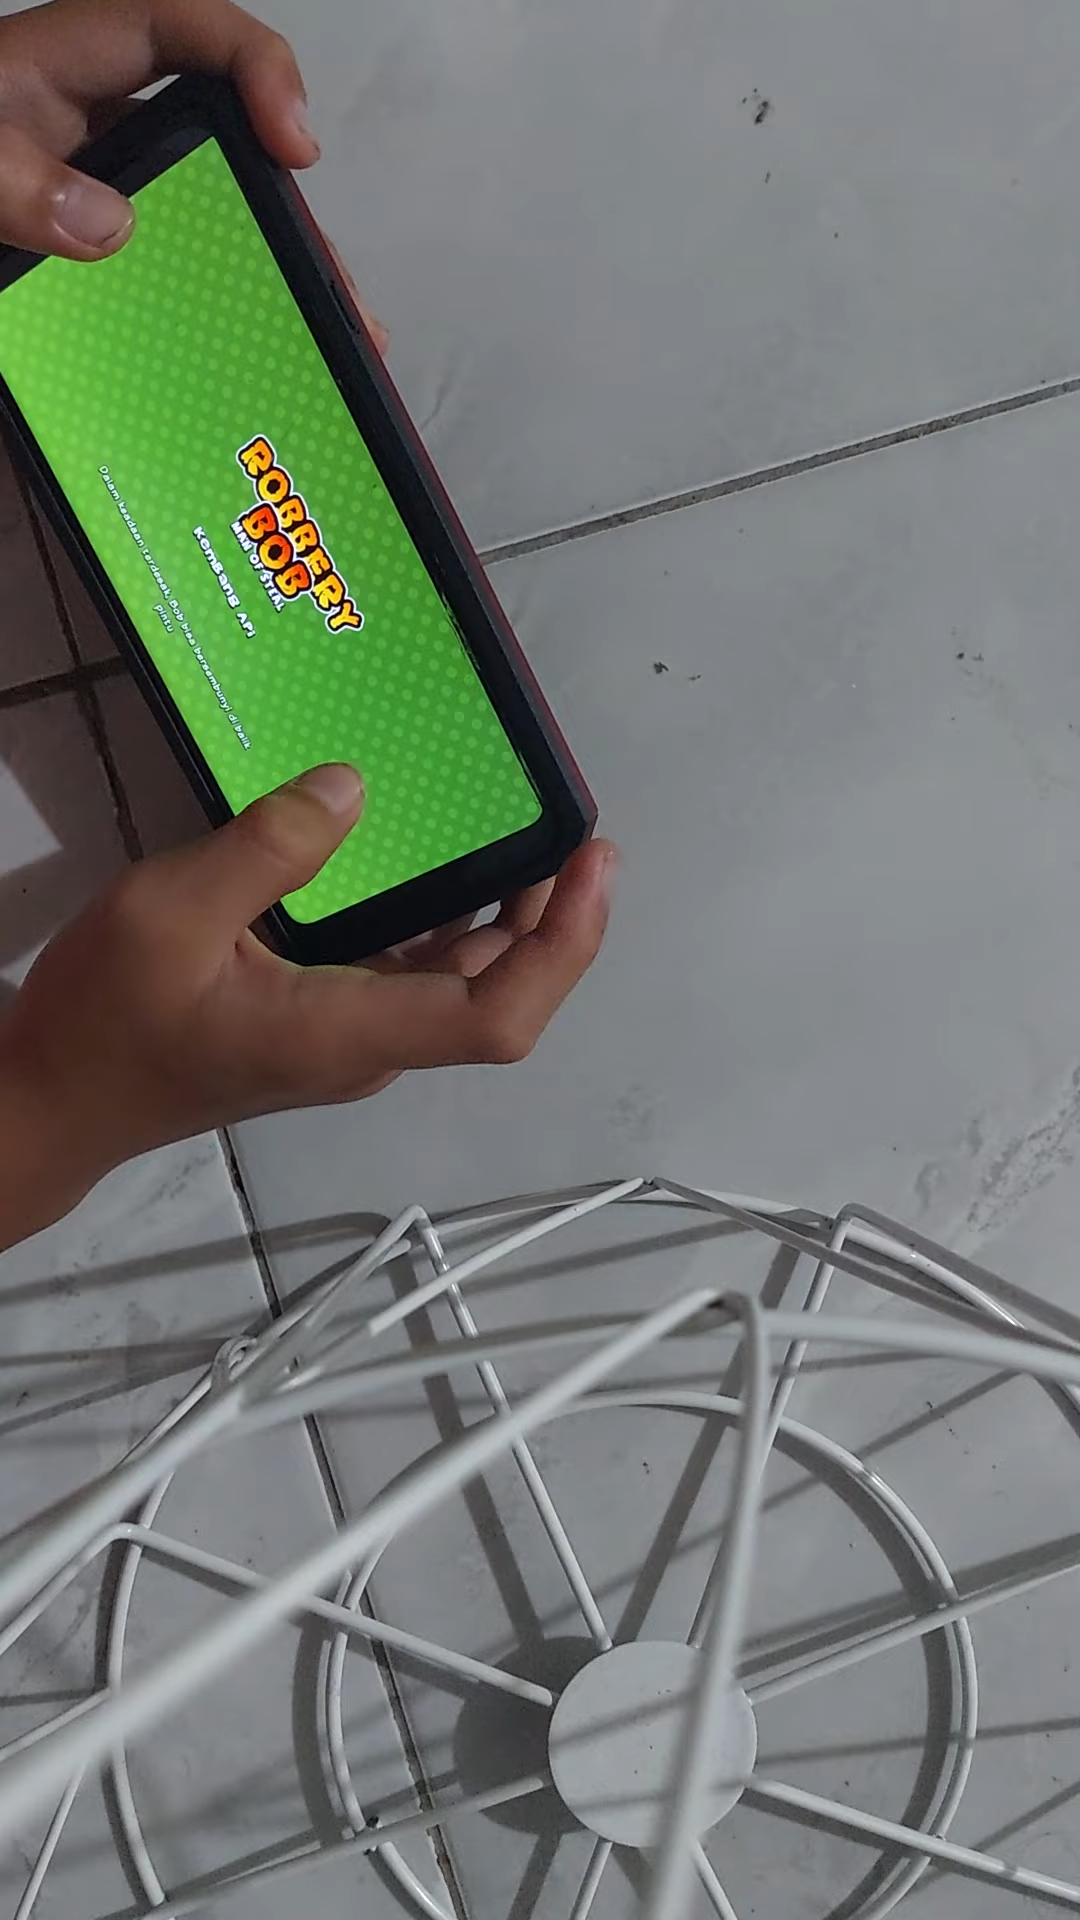 ROBBERY
BOB
MAN OF STEAL
KEMBANG API
Dalam keadaan terdesak, Bob bisa bersembunyi di balik
pintu